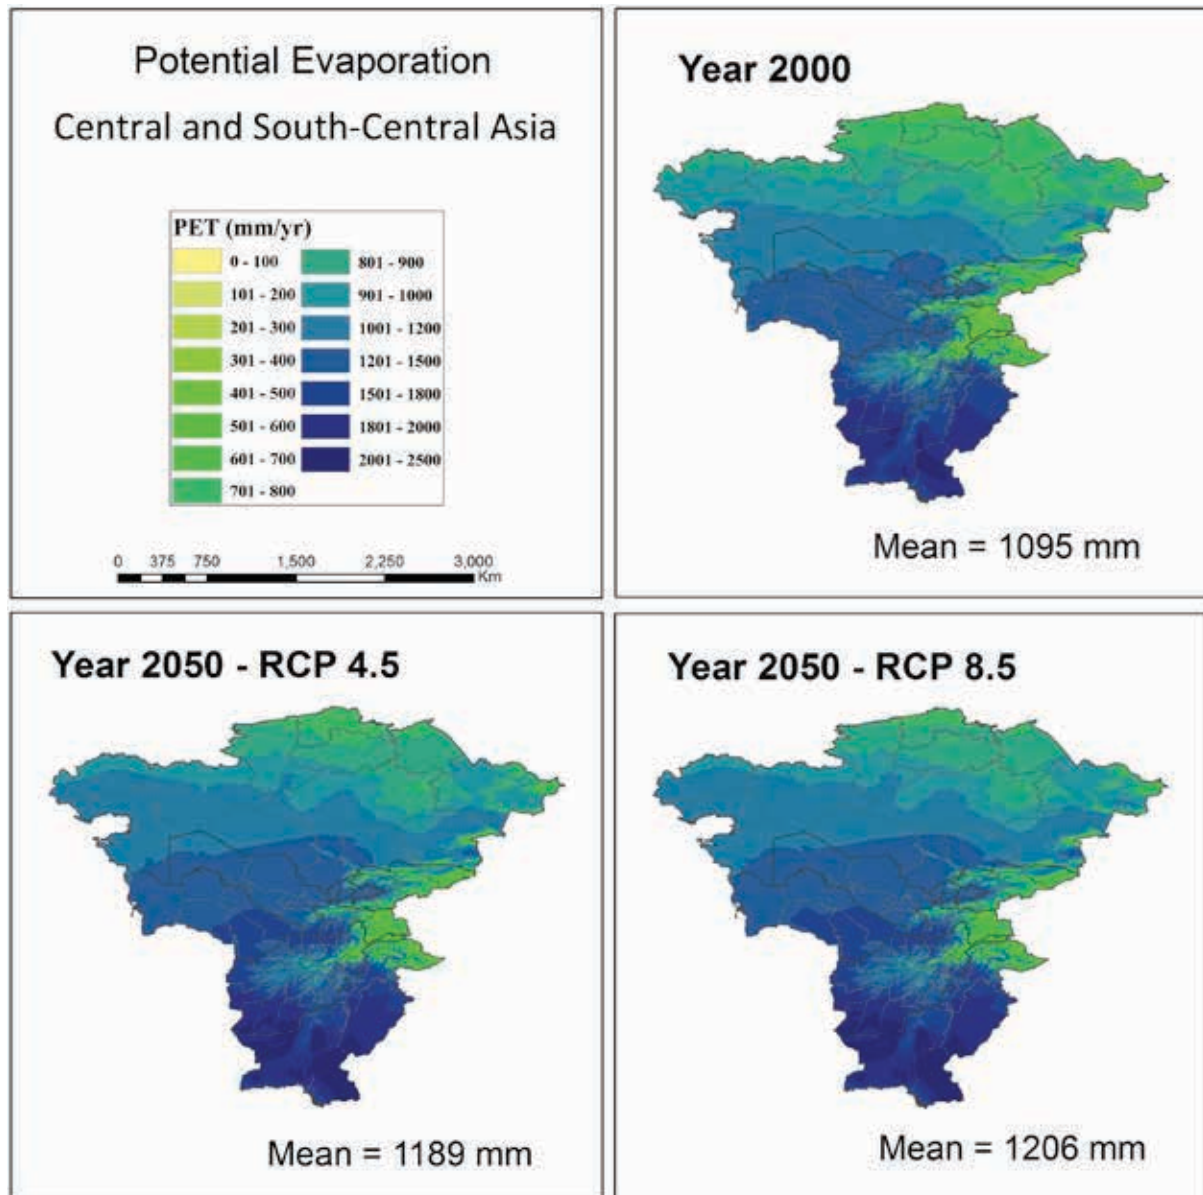 Potential Evaporation
Central and South-Central Asia
PET (mm/yr)
0 - 100
101 - 200
201 - 300
301 - 400
401 - 500
501 - 600
601 - 700
701 - 800
801 - 900
901 - 1000
1001 - 1200
1201 - 1500
1501 - 1800
1801 - 2000
2001 - 2500
0 375 750 1,500 2,250 3,000
Km
Year 2000
Mean = 1095 mm
Year 2050 - RCP 4.5
Mean = 1189 mm
Year 2050 - RCP 8.5
Mean = 1206 mm